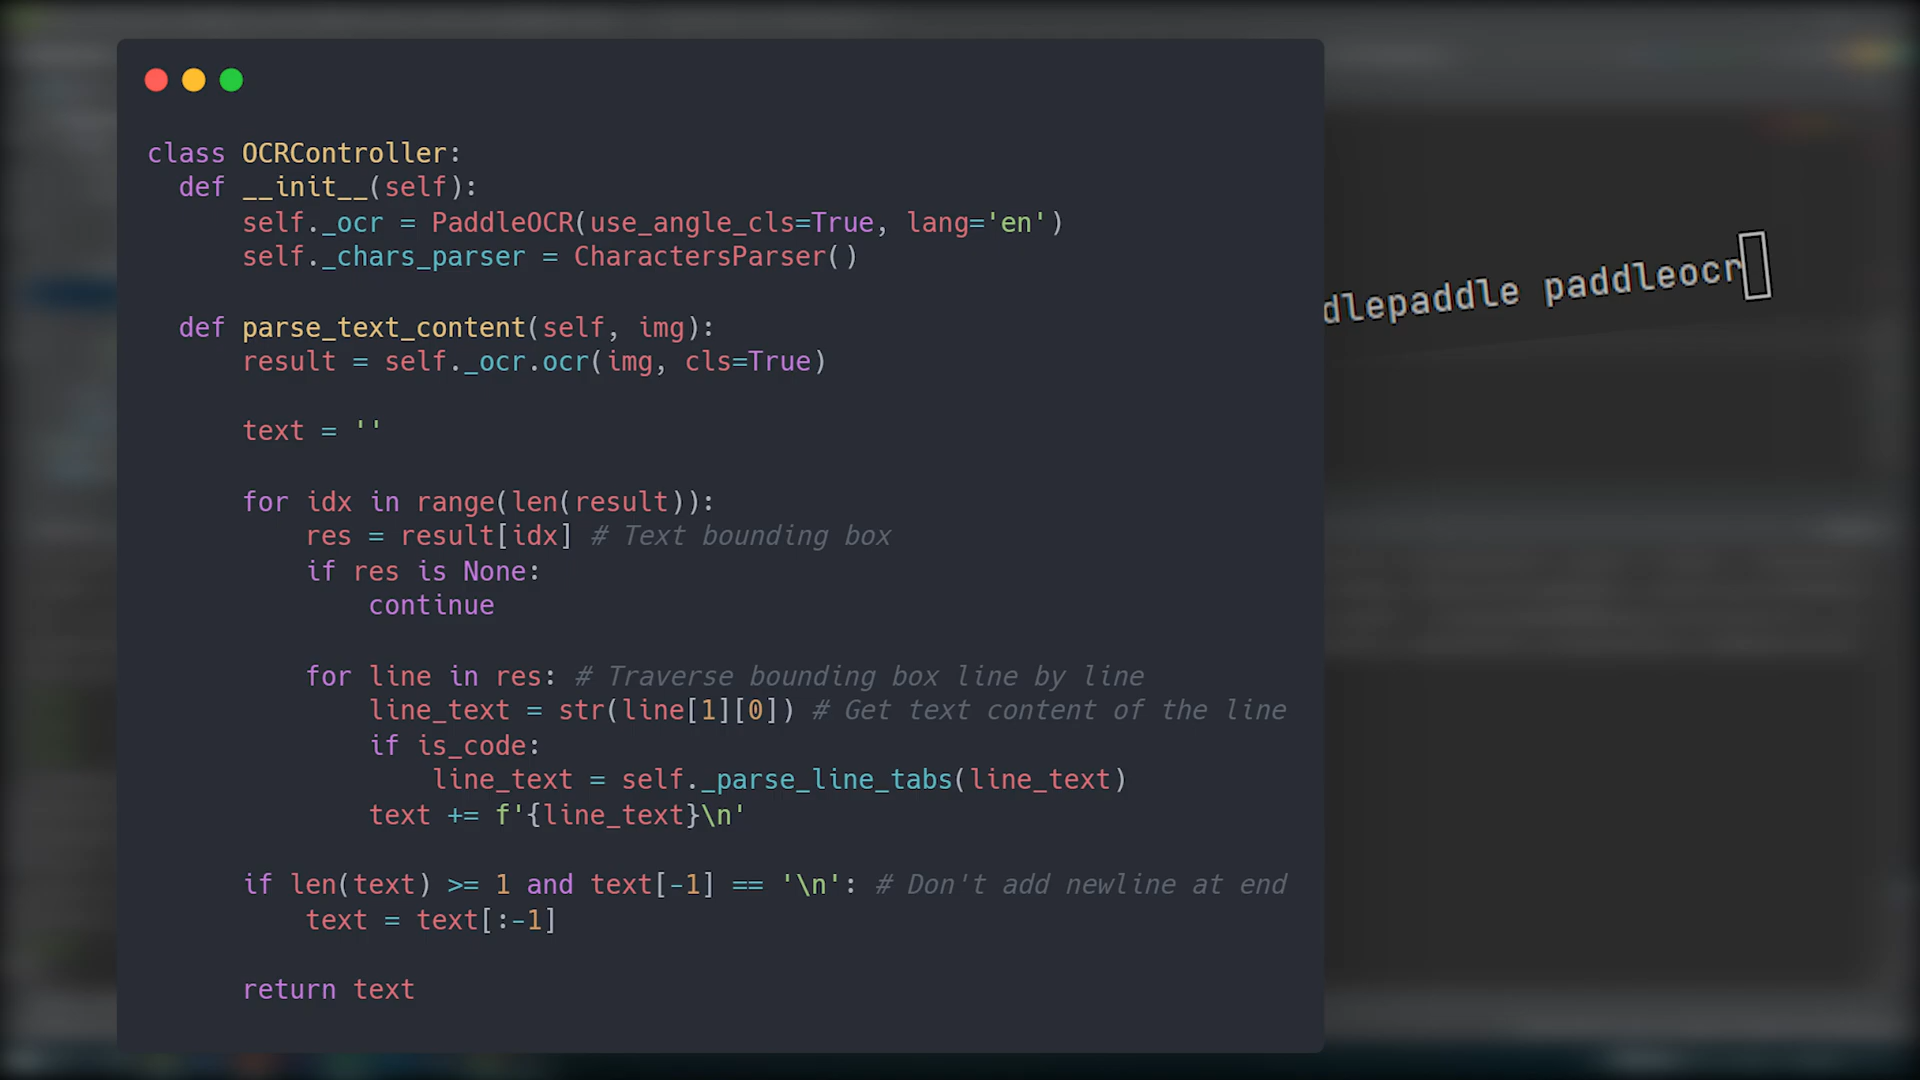 class OCRController:
  def __init__(self):
      self._ocr = PaddleOCR(use_angle_cls=True, lang='en')
      self._chars_parser = CharactersParser()

  def parse_text_content(self, img):
      result = self._ocr.ocr(img, cls=True)

      text = ''

      for idx in range(len(result)):
          res = result[idx] # Text bounding box
          if res is None:
              continue

          for line in res: # Traverse bounding box line by line
              line_text = str(line[1][0]) # Get text content of the line
              if is_code:
                  line_text = self._parse_line_tabs(line_text)
              text += f'{line_text}\n'

      if len(text) >= 1 and text[-1] == '\n': # Don't add newline at end
          text = text[:-1]

      return text
dlepaddle paddleocr